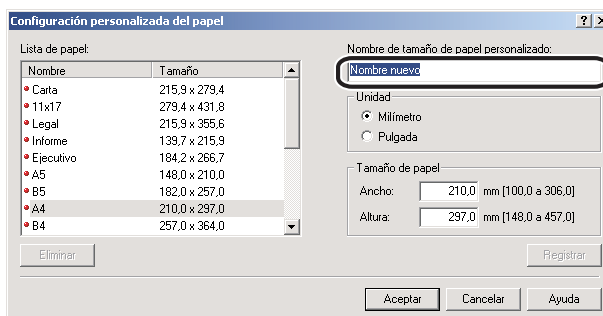 Configuración personalizada del papel
Lista de papel:
Nombre Tamaño
Carta 215,9 x 279,4
11x17 279,4 x 431,8
Legal 215,9 x 355,6
Informe 139,7 x 215,9
Ejecutivo 184,2 x 266,7
A5 148,0 x 210,0
B5 182,0 x 257,0
A4 210,0 x 297,0
B4 257,0 x 364,0
Eliminar
Nombre de tamaño de papel personalizado:
Nombre nuevo
Unidad
Milímetro
Pulgada
Tamaño de papel
Ancho: 210,0 mm [100,0 a 306,0]
Altura: 297,0 mm [148,0 a 457,0]
Registrar
Aceptar Cancelar Ayuda